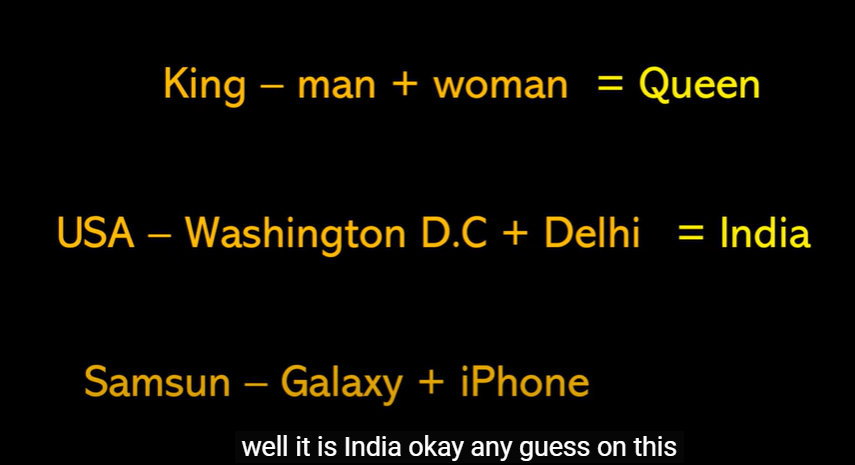 King – man + woman = Queen
USA – Washington D.C + Delhi = India
Samsun – Galaxy + iPhone
well it is India okay any guess on this